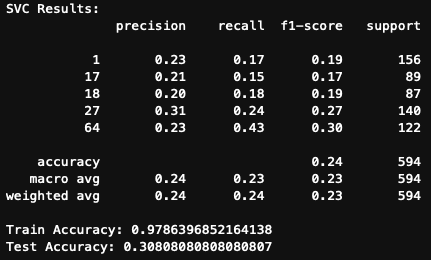 SVC Results:
precision recall f1-score support
1 0.23 0.17 0.19 156
17 0.21 0.15 0.17 89
18 0.20 0.18 0.19 87
27 0.31 0.24 0.27 140
64 0.23 0.43 0.30 122
accuracy 0.24 594
macro avg 0.24 0.23 0.23 594
weighted avg 0.24 0.24 0.23 594
Train Accuracy: 0.9786396852164138
Test Accuracy: 0.30808080808080807